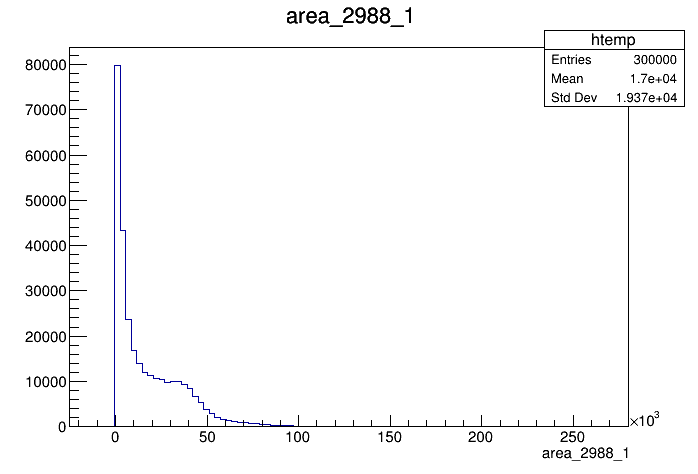 area_2988_1
htemp
Entries 300000
Mean 1.7e+04
Std Dev 1.937e+04
80000
70000
60000
50000
40000
30000
20000
10000
0
0 50 100 150 200 250
×10³
area_2988_1